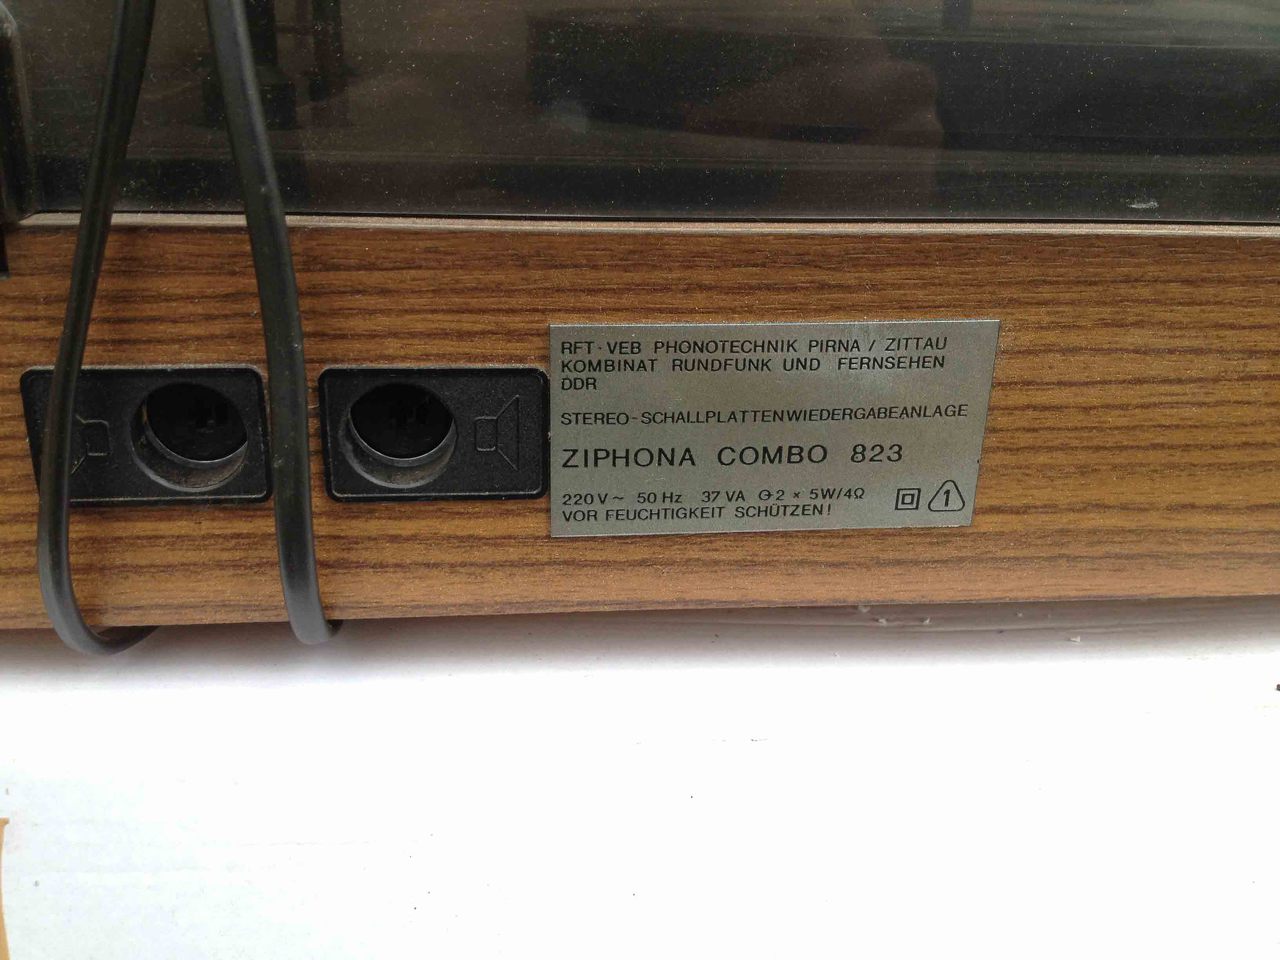 RFT · VEB PHONOTECHNIK PIRNA / ZITTAU
KOMBINAT RUNDFUNK UND FERNSEHEN
DDR
STEREO-SCHALLPLATTENWIEDERGABEANLAGE
ZIPHONA COMBO 823
220 V ~ 50 Hz 37 VA 2 × 5W/4Ω 1
VOR FEUCHTIGKEIT SCHÜTZEN!